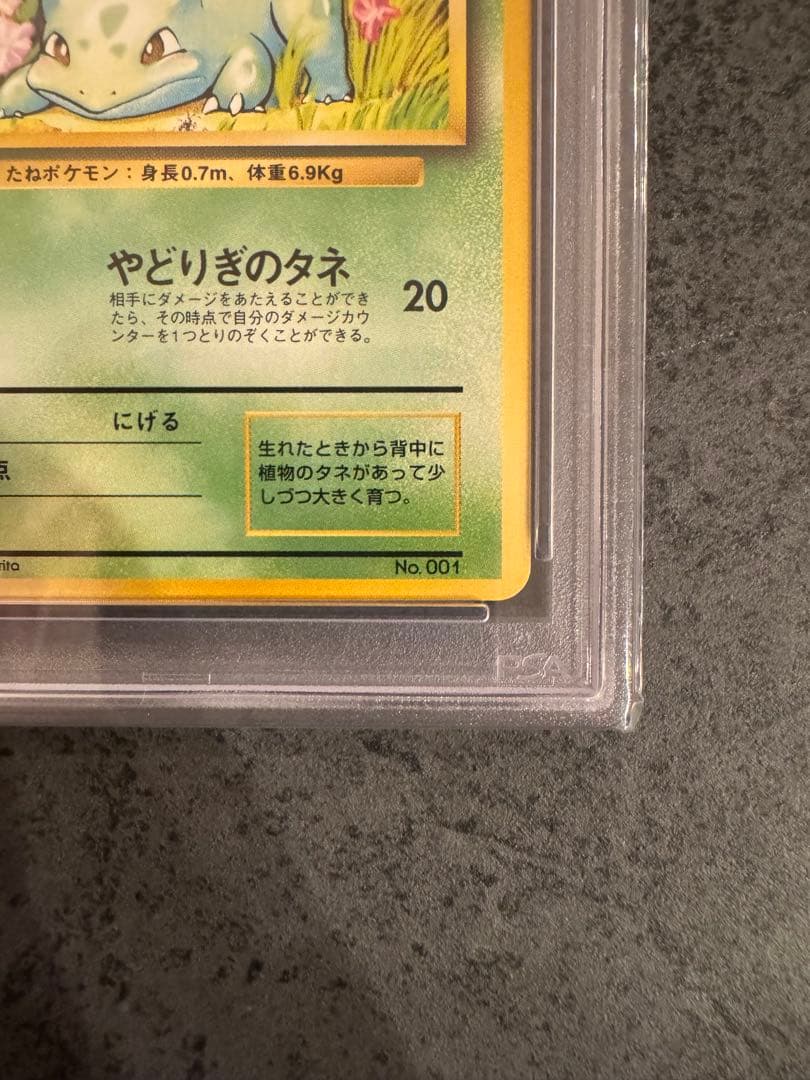 たねポケモン：身長0.7m、体重6.9Kg
やどりぎのタネ
相手にダメージをあたえることができ
たら、その時点で自分のダメージカウ
ンターを1つとりのぞくことができる。
20
にげる
点
生れたときから背中に
植物のタネがあって少
しづつ大きく育つ。
rita
No. 001
PSA